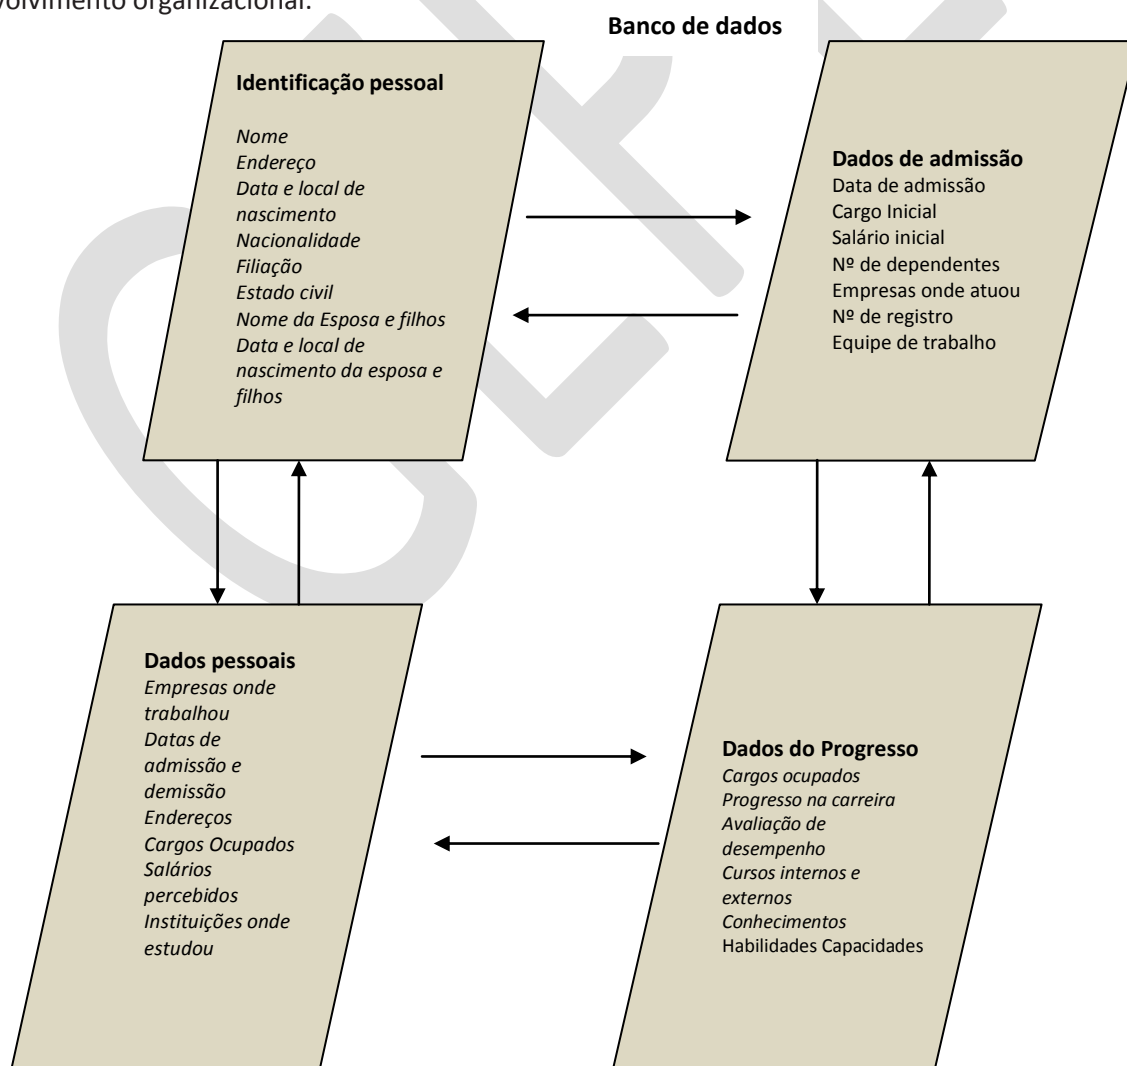 volvimento organizacional.
Banco de dados
Identificação pessoal
Nome
Endereço
Data e local de
nascimento
Nacionalidade
Filiação
Estado civil
Nome da Esposa e filhos
Data e local de
nascimento da esposa e
filhos
Dados de admissão
Data de admissão
Cargo Inicial
Salário inicial
Nº de dependentes
Empresas onde atuou
Nº de registro
Equipe de trabalho
Dados pessoais
Empresas onde
trabalhou
Datas de
admissão e
demissão
Endereços
Cargos Ocupados
Salários
percebidos
Instituições onde
estudou
Dados do Progresso
Cargos ocupados
Progresso na carreira
Avaliação de
desempenho
Cursos internos e
externos
Conhecimentos
Habilidades Capacidades